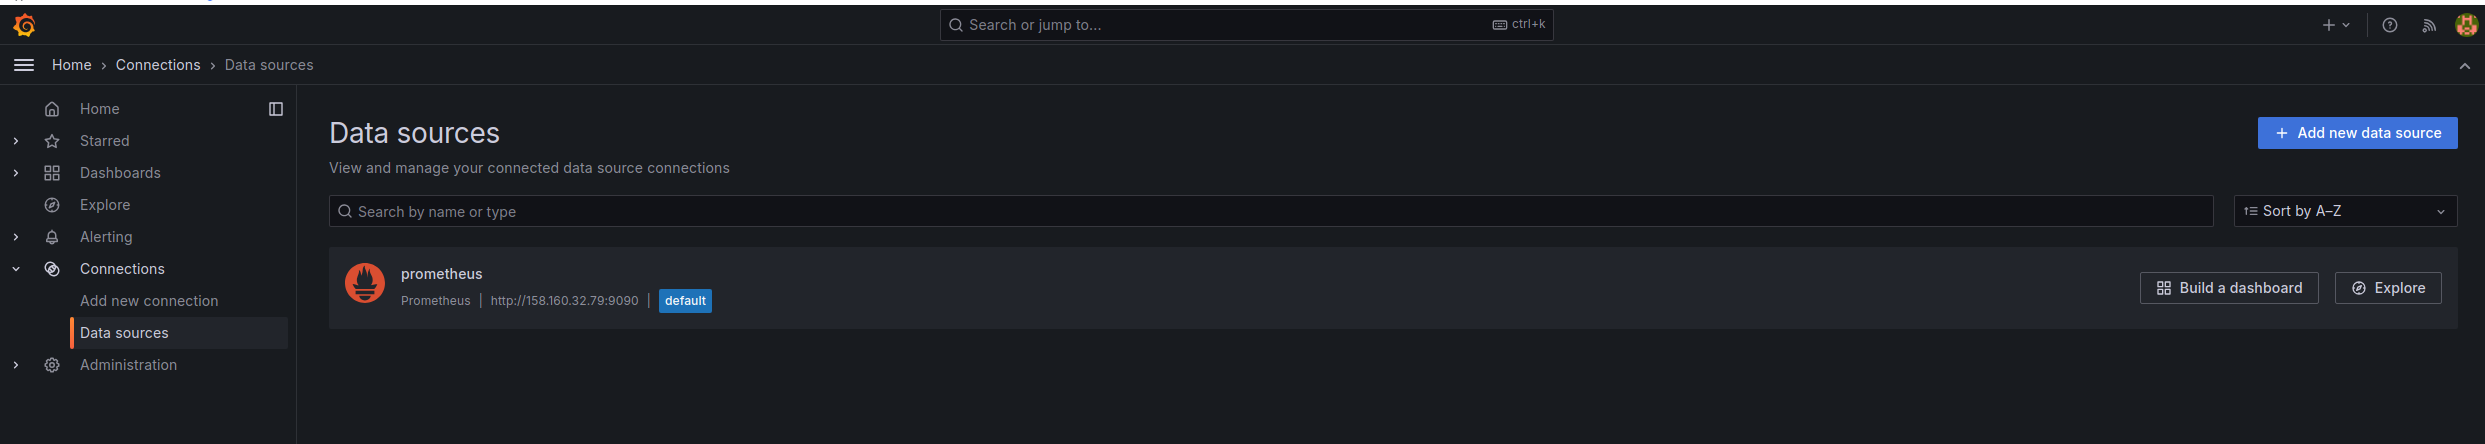 Search or jump to...
ctrl+k
Home › Connections › Data sources
Home
Starred
Dashboards
Explore
Alerting
Connections
Add new connection
Data sources
Administration
Data sources
Add new data source
View and manage your connected data source connections
Search by name or type
Sort by A–Z
prometheus
Prometheus | http://158.160.32.79:9090 | default
Build a dashboard
Explore